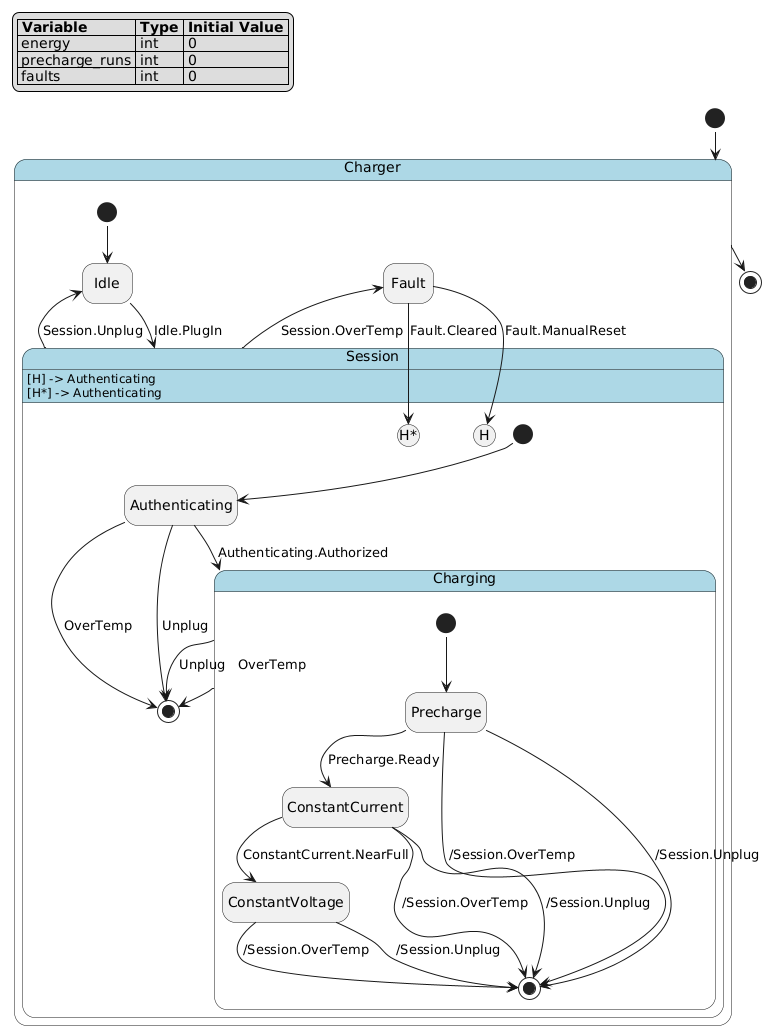 Variable Type Initial Value
energy int 0
precharge_runs int 0
faults int 0
Charger
Idle
Fault
Session.Unplug
Idle.PlugIn
Session.OverTemp
Fault.Cleared
Fault.ManualReset
Session
[H] -> Authenticating
[H*] -> Authenticating
H*
H
Authenticating
Authenticating.Authorized
Charging
OverTemp
Unplug
Unplug
OverTemp
Precharge
Precharge.Ready
ConstantCurrent
ConstantCurrent.NearFull
/Session.OverTemp
/Session.Unplug
ConstantVoltage
/Session.OverTemp
/Session.Unplug
/Session.OverTemp
/Session.Unplug